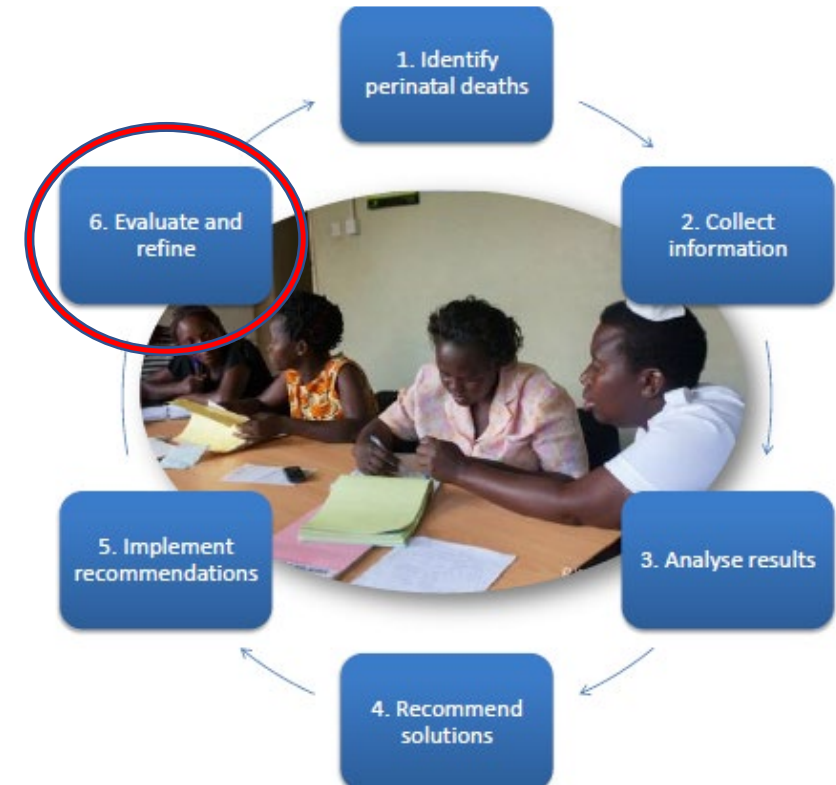 1. Identify
perinatal deaths
2. Collect
information
3. Analyse results
4. Recommend
solutions
5. Implement
recommendations
6. Evaluate and
refine